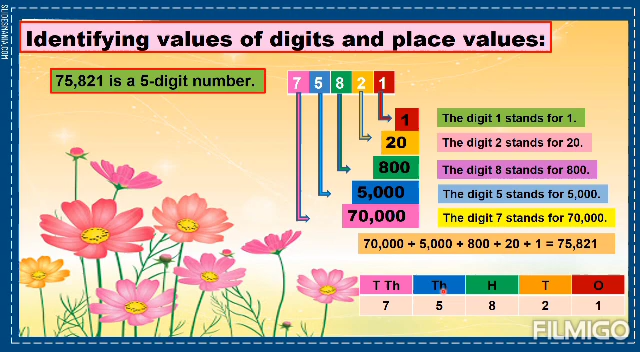 SLIDESMANIA.COM
Identifying values of digits and place values:
75,821 is a 5-digit number.
7 5 8 2 1
1 The digit 1 stands for 1.
20 The digit 2 stands for 20.
800 The digit 8 stands for 800.
5,000 The digit 5 stands for 5,000.
70,000 The digit 7 stands for 70,000.
70,000 + 5,000 + 800 + 20 + 1 = 75,821
T Th Th H T O
7 5 8 2 1
FILMIGO